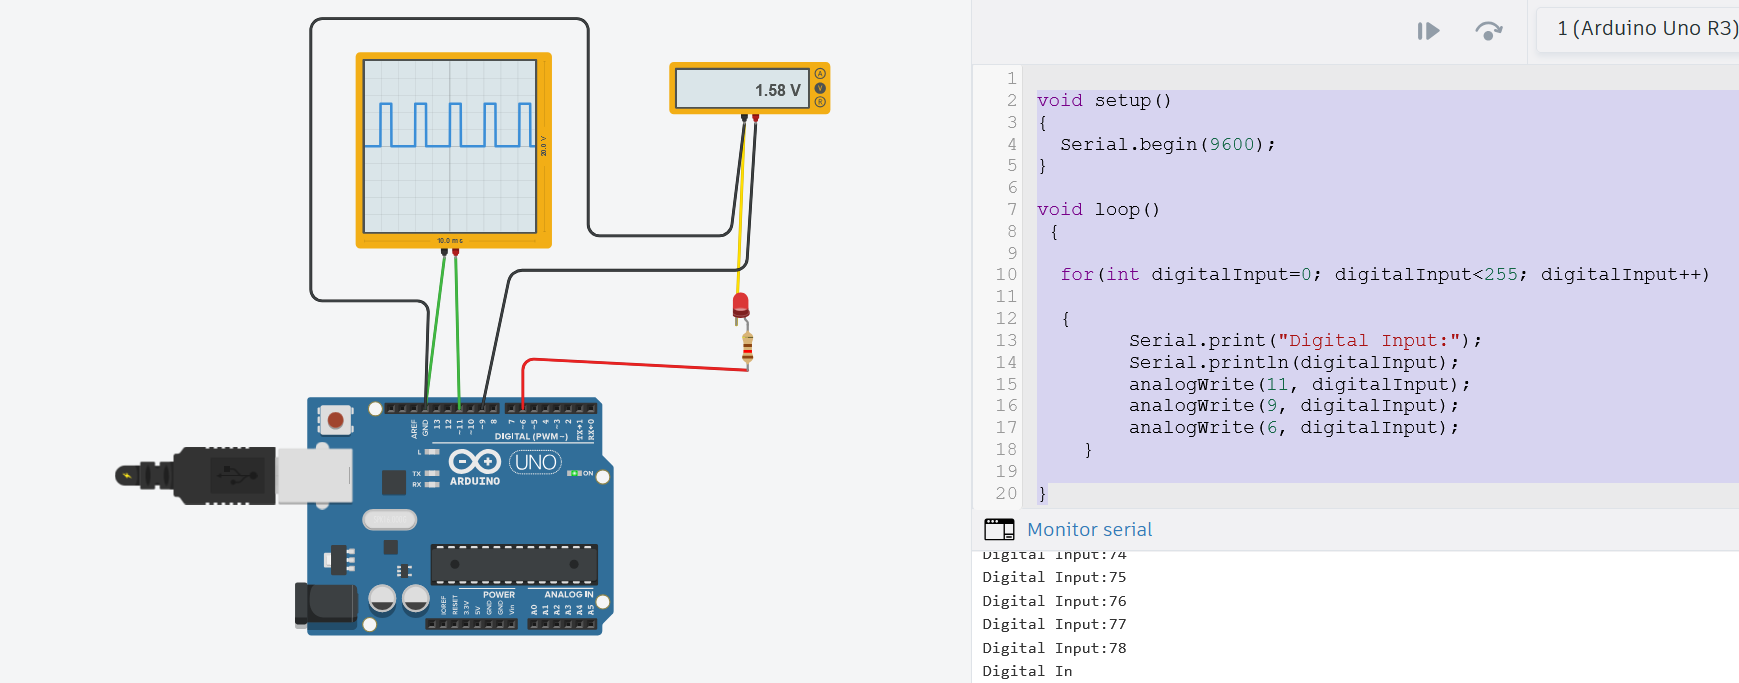 1 (Arduino Uno R3)
1.58 V
A
V
R
20.0 V
10.0 ms
AREF
GND
13
12
~11
~10
~9
8
7
~6
~5
4
~3
2
TX→1
RX←0
DIGITAL (PWM~)
L
TX
RX
UNO
ARDUINO
ON
IOREF
RESET
3.3V
5V
GND
GND
Vin
POWER
ANALOG IN
A0
A1
A2
A3
A4
A5
1
2 void setup()
3 {
4 Serial.begin(9600);
5 }
6
7 void loop()
8 {
9
10 for(int digitalInput=0; digitalInput<255; digitalInput++)
11
12 {
13 Serial.print("Digital Input:");
14 Serial.println(digitalInput);
15 analogWrite(11, digitalInput);
16 analogWrite(9, digitalInput);
17 analogWrite(6, digitalInput);
18 }
19
20 }
Monitor serial
Digital Input:74
Digital Input:75
Digital Input:76
Digital Input:77
Digital Input:78
Digital In